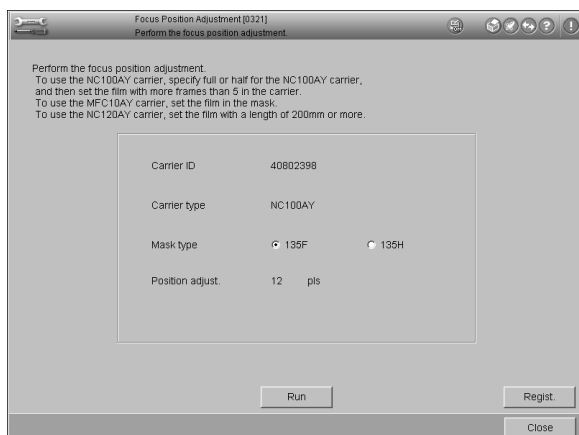 Focus Position Adjustment [0321]
Perform the focus position adjustment.
Perform the focus position adjustment.
To use the NC100AY carrier, specify full or half for the NC100AY carrier,
and then set the film with more frames than 5 in the carrier.
To use the MFC10AY carrier, set the film in the mask.
To use the NC120AY carrier, set the film with a length of 200mm or more.
Carrier ID 40802398
Carrier type NC100AY
Mask type 135F 135H
Position adjust. 12 pls
Run Regist.
Close